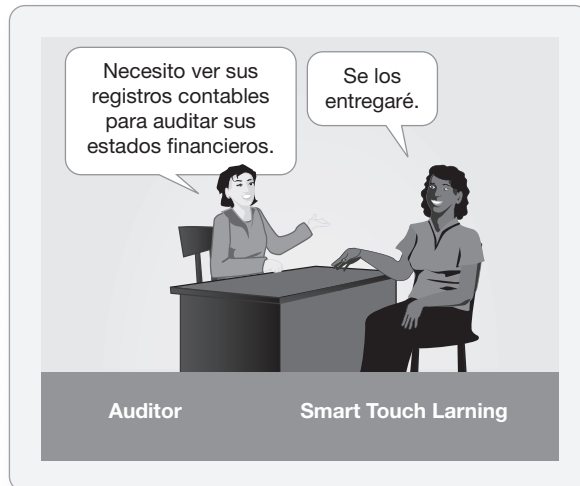 Necesito ver sus
registros contables
para auditar sus
estados financieros.
Se los
entregaré.
Auditor
Smart Touch Larning